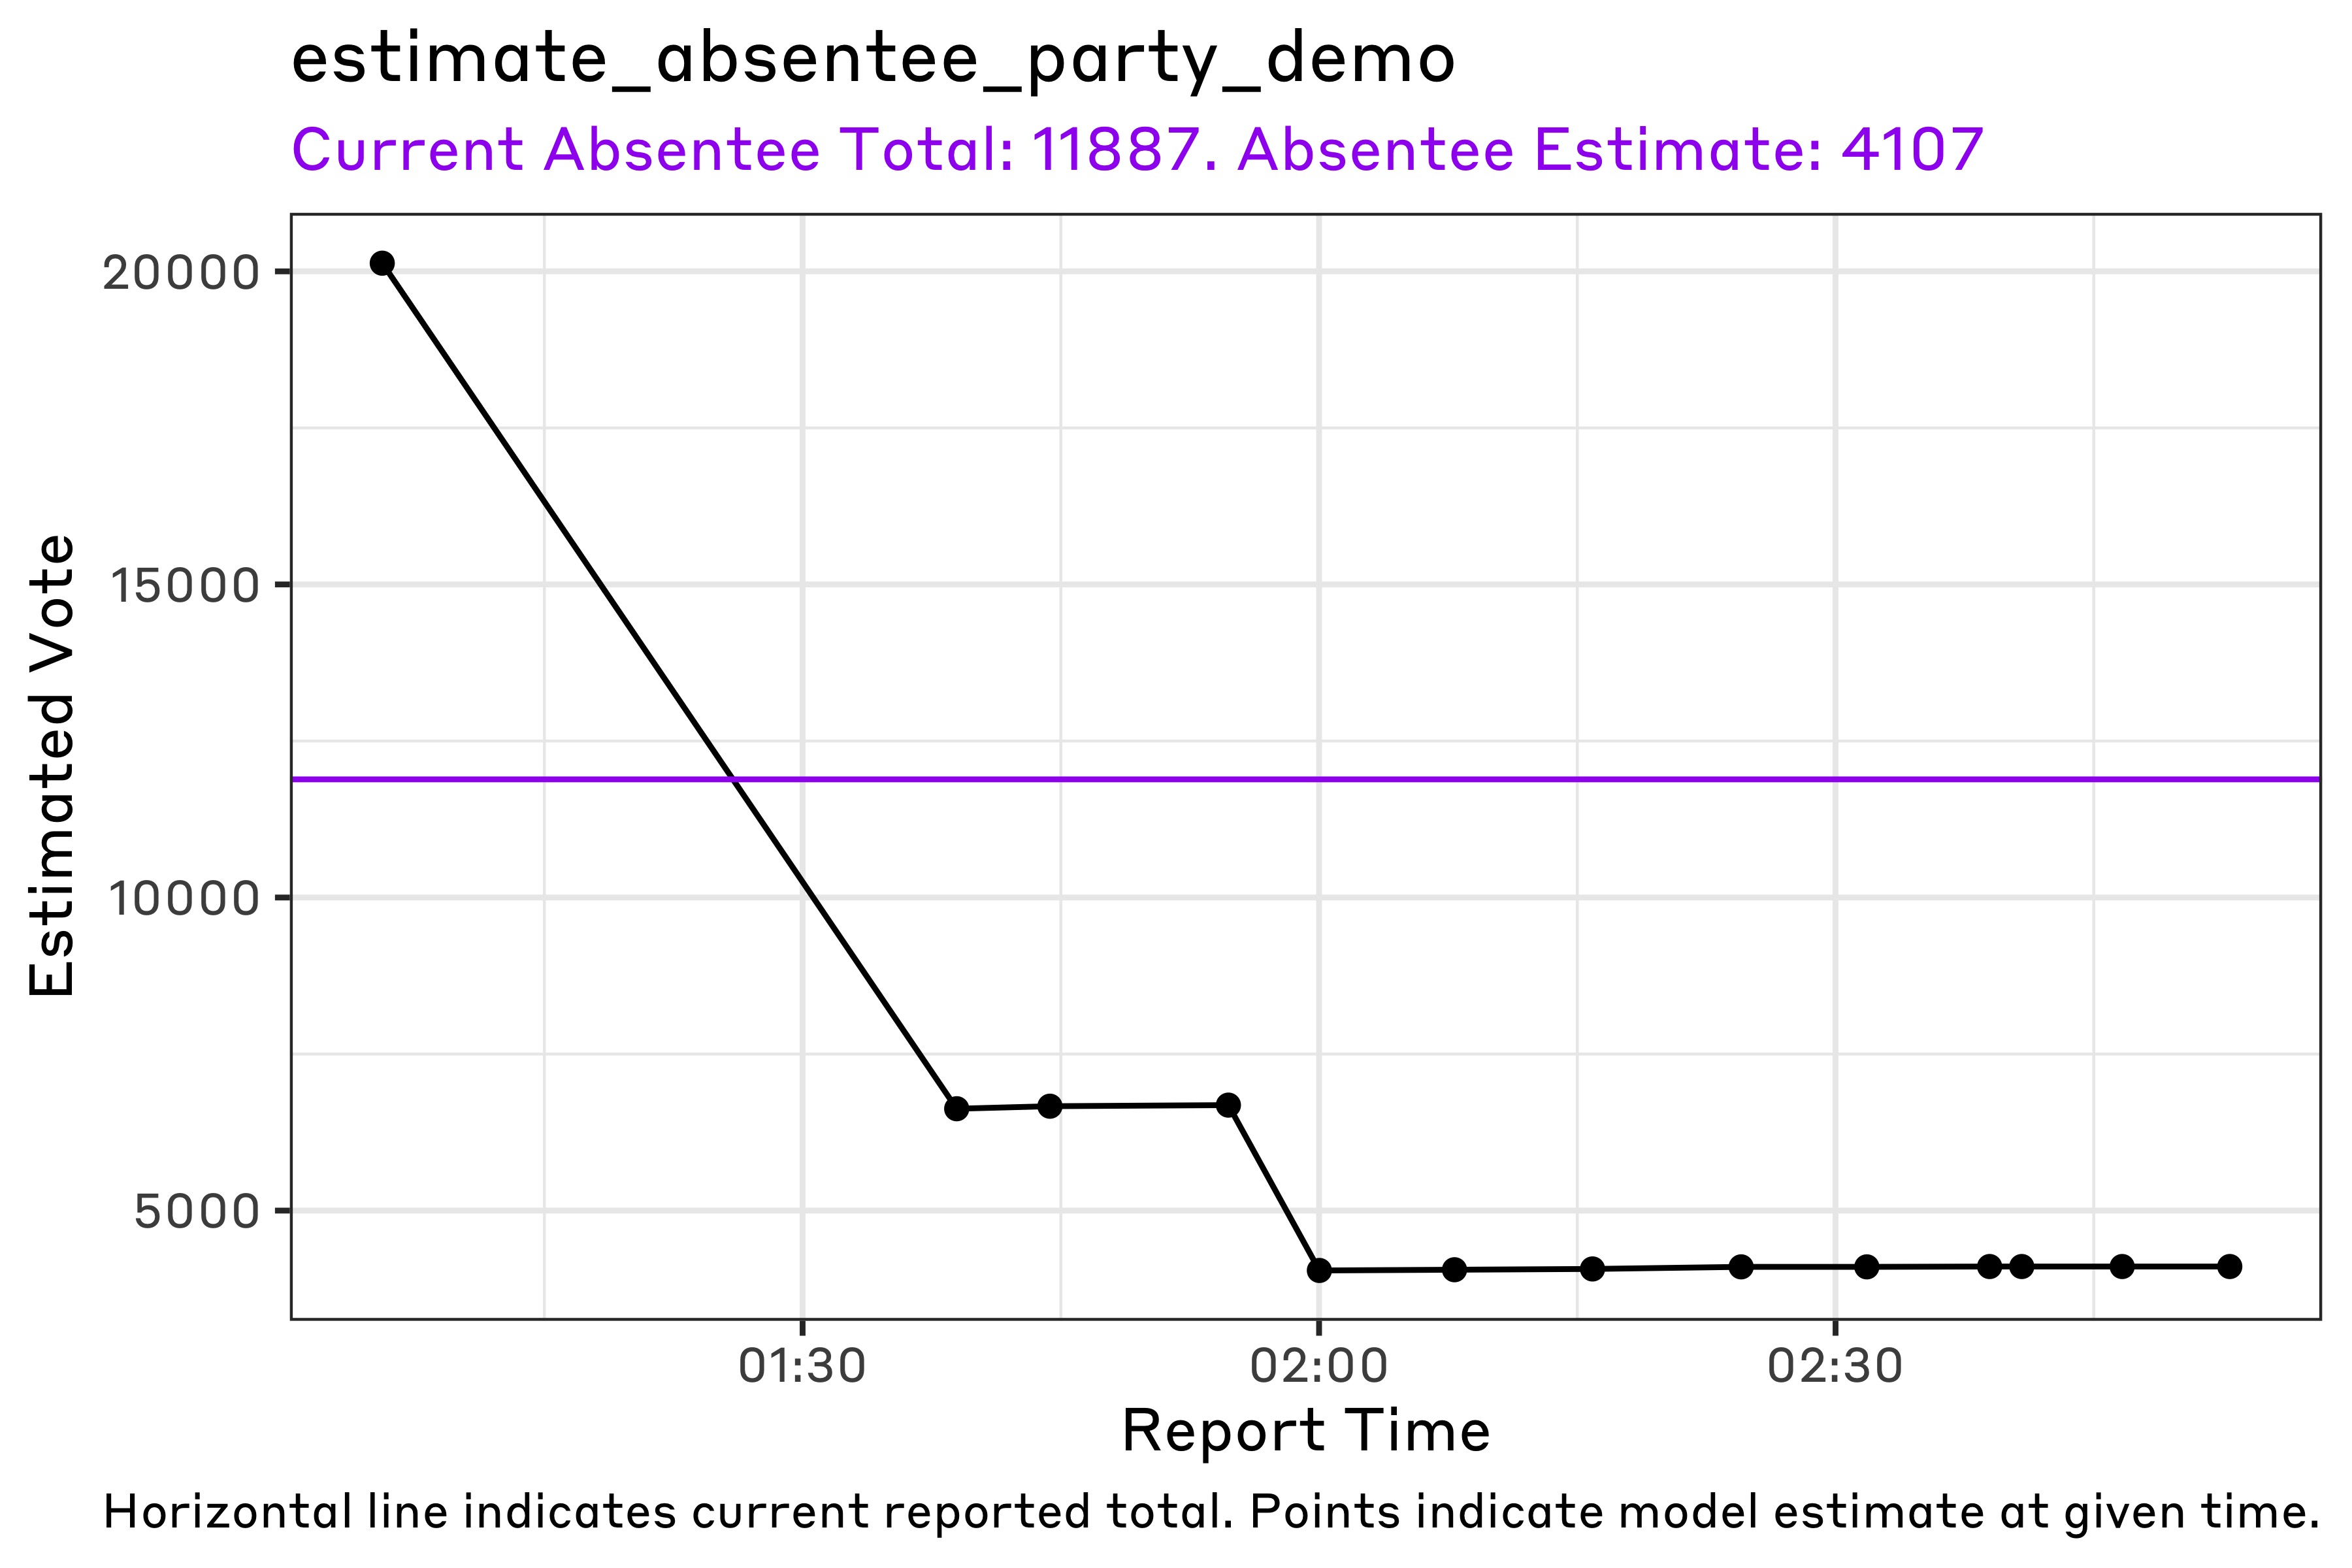 estimate_absentee_party_demo
Current Absentee Total: 11887. Absentee Estimate: 4107
Estimated Vote
20000
15000
10000
5000
01:30 02:00 02:30
Report Time
Horizontal line indicates current reported total. Points indicate model estimate at given time.